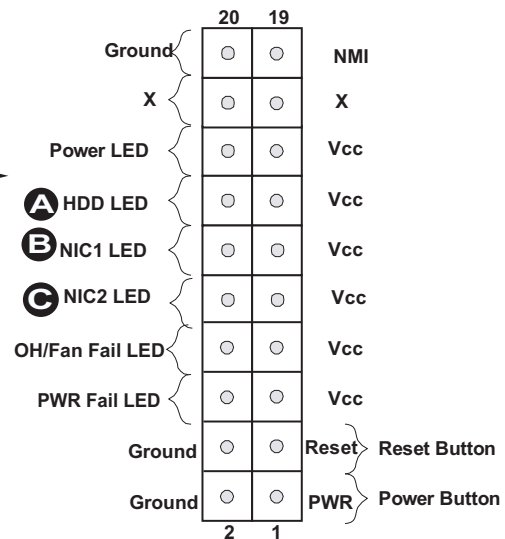 20 19
Ground NMI
X X
Power LED Vcc
A HDD LED Vcc
B NIC1 LED Vcc
C NIC2 LED Vcc
OH/Fan Fail LED Vcc
PWR Fail LED Vcc
Ground Reset Reset Button
Ground PWR Power Button
2 1